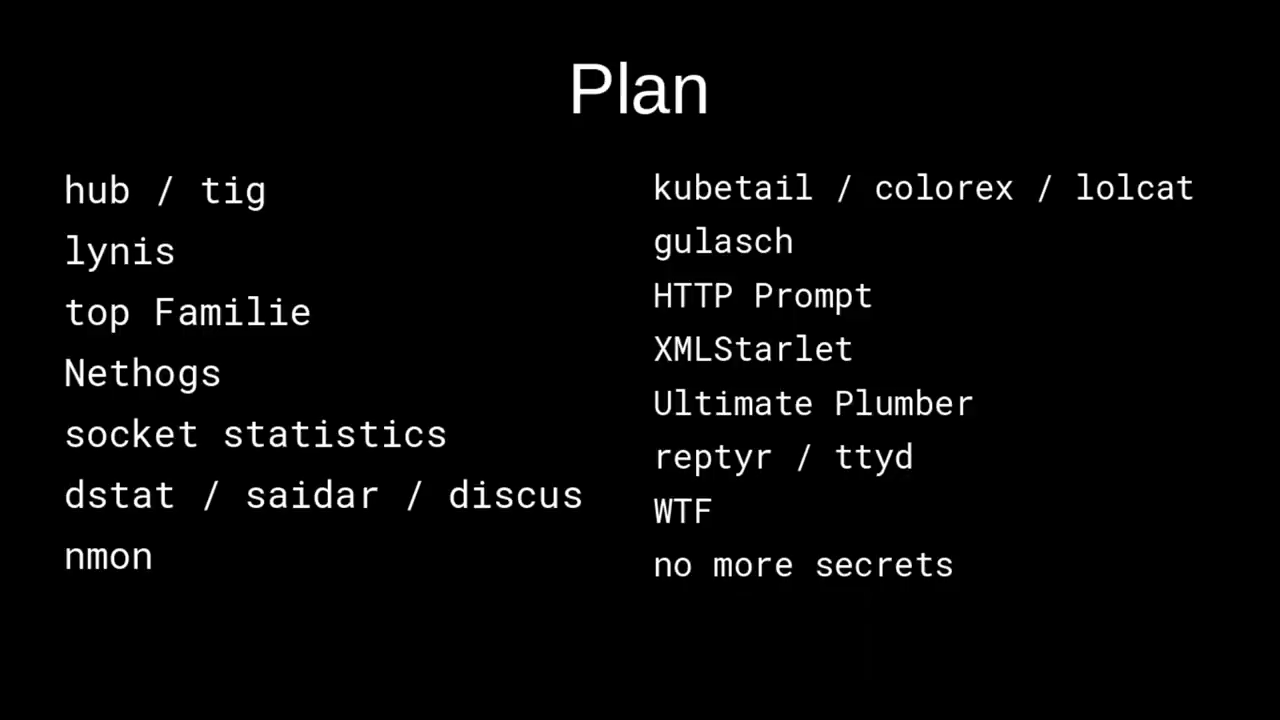 Plan
hub / tig
lynis
top Familie
Nethogs
socket statistics
dstat / saidar / discus
nmon
kubetail / colorex / lolcat
gulasch
HTTP Prompt
XMLStarlet
Ultimate Plumber
reptyr / ttyd
WTF
no more secrets